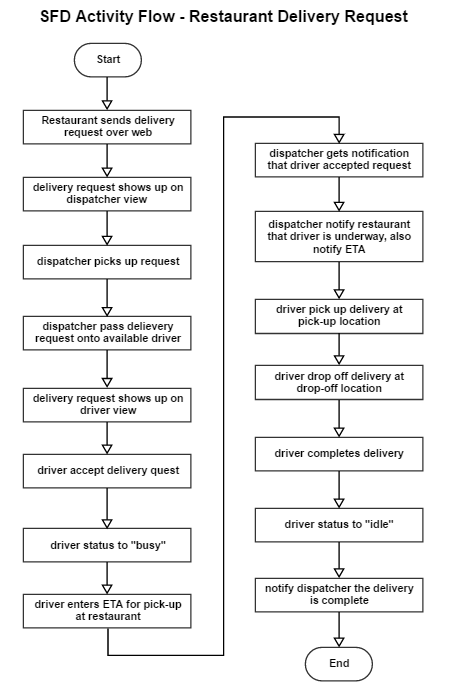 SFD Activity Flow - Restaurant Delivery Request
Start
Restaurant sends delivery
request over web
delivery request shows up on
dispatcher view
dispatcher picks up request
dispatcher pass delievery
request onto available driver
delivery request shows up on
driver view
driver accept delivery quest
driver status to "busy"
driver enters ETA for pick-up
at restaurant
dispatcher gets notification
that driver accepted request
dispatcher notify restaurant
that driver is underway, also
notify ETA
driver pick up delivery at
pick-up location
driver drop off delivery at
drop-off location
driver completes delivery
driver status to "idle"
notify dispatcher the delivery
is complete
End